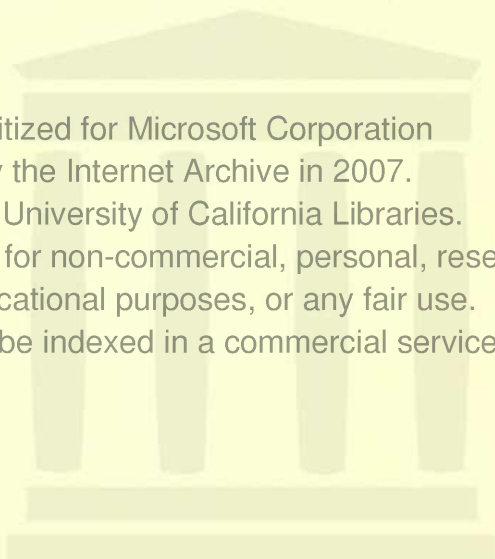 itized for Microsoft Corporation
the Internet Archive in 2007.
University of California Libraries.
for non-commercial, personal, rese
cational purposes, or any fair use.
be indexed in a commercial service